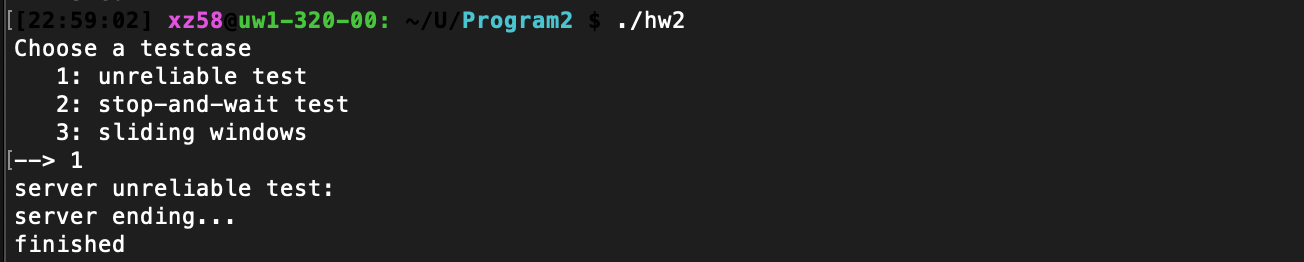 [[22:59:02] xz58@uw1-320-00: ~/U/Program2 $ ./hw2
Choose a testcase
   1: unreliable test
   2: stop-and-wait test
   3: sliding windows
[--> 1
server unreliable test:
server ending...
finished